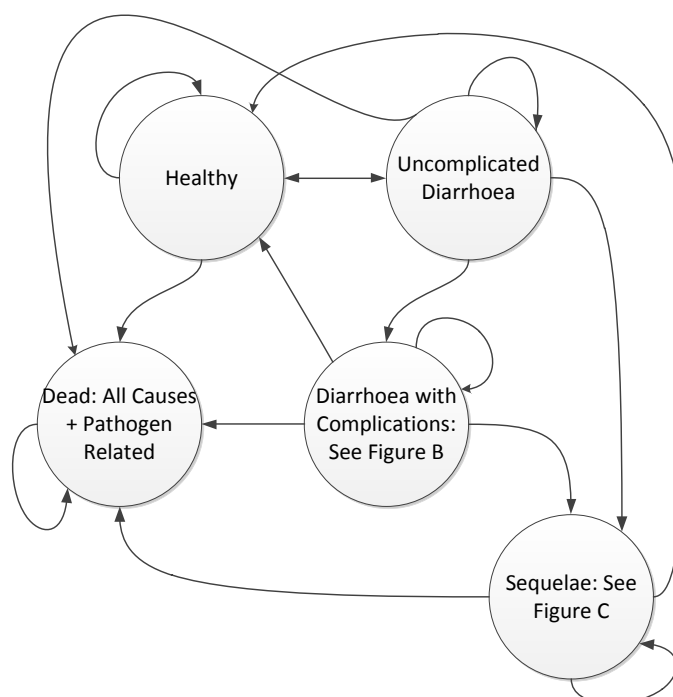 Healthy
Uncomplicated
Diarrhoea
Dead: All Causes
+ Pathogen
Related
Diarrhoea with
Complications:
See Figure B
Sequelae: See
Figure C